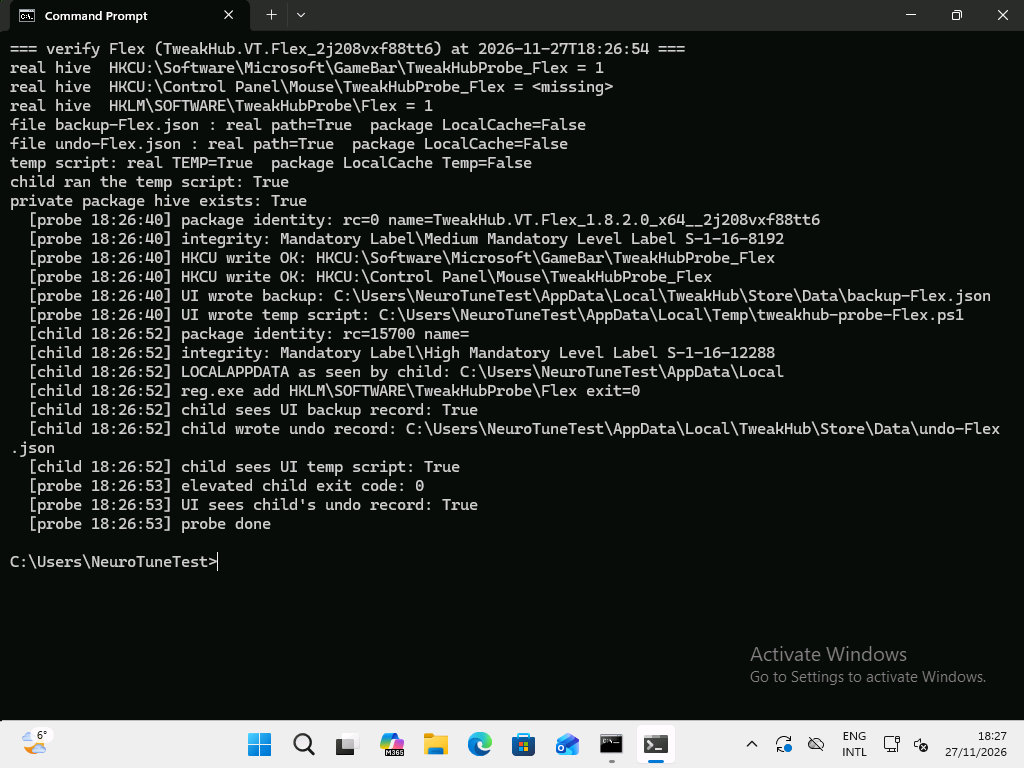 Command Prompt
=== verify Flex (TweakHub.VT.Flex_2j208vxf88tt6) at 2026-11-27T18:26:54 ===
real hive  HKCU:\Software\Microsoft\GameBar\TweakHubProbe_Flex = 1
real hive  HKCU:\Control Panel\Mouse\TweakHubProbe_Flex = <missing>
real hive  HKLM\SOFTWARE\TweakHubProbe\Flex = 1
file backup-Flex.json : real path=True  package LocalCache=False
file undo-Flex.json : real path=True  package LocalCache=False
temp script: real TEMP=True  package LocalCache Temp=False
child ran the temp script: True
private package hive exists: True
  [probe 18:26:40] package identity: rc=0 name=TweakHub.VT.Flex_1.8.2.0_x64__2j208vxf88tt6
  [probe 18:26:40] integrity: Mandatory Label\Medium Mandatory Level Label S-1-16-8192
  [probe 18:26:40] HKCU write OK: HKCU:\Software\Microsoft\GameBar\TweakHubProbe_Flex
  [probe 18:26:40] HKCU write OK: HKCU:\Control Panel\Mouse\TweakHubProbe_Flex
  [probe 18:26:40] UI wrote backup: C:\Users\NeuroTuneTest\AppData\Local\TweakHub\Store\Data\backup-Flex.json
  [probe 18:26:40] UI wrote temp script: C:\Users\NeuroTuneTest\AppData\Local\Temp\tweakhub-probe-Flex.ps1
  [child 18:26:52] package identity: rc=15700 name=
  [child 18:26:52] integrity: Mandatory Label\High Mandatory Level Label S-1-16-12288
  [child 18:26:52] LOCALAPPDATA as seen by child: C:\Users\NeuroTuneTest\AppData\Local
  [child 18:26:52] reg.exe add HKLM\SOFTWARE\TweakHubProbe\Flex exit=0
  [child 18:26:52] child sees UI backup record: True
  [child 18:26:52] child wrote undo record: C:\Users\NeuroTuneTest\AppData\Local\TweakHub\Store\Data\undo-Flex
.json
  [child 18:26:52] child sees UI temp script: True
  [probe 18:26:53] elevated child exit code: 0
  [probe 18:26:53] UI sees child's undo record: True
  [probe 18:26:53] probe done
C:\Users\NeuroTuneTest>
Activate Windows
Go to Settings to activate Windows.
6°
M365
ENG
INTL
18:27
27/11/2026